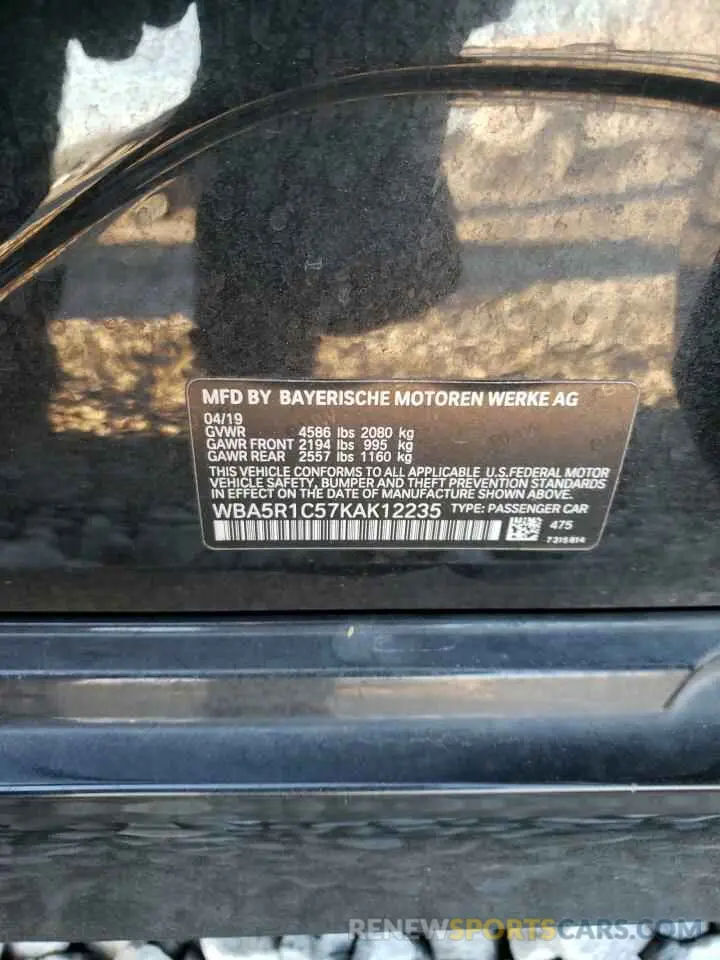 MFD BY BAYERISCHE MOTOREN WERKE AG
04/19
GVWR 4586 lbs 2080 kg
GAWR FRONT 2194 lbs 995 kg
GAWR REAR 2557 lbs 1160 kg
THIS VEHICLE CONFORMS TO ALL APPLICABLE U.S.FEDERAL MOTOR
VEHICLE SAFETY, BUMPER AND THEFT PREVENTION STANDARDS
IN EFFECT ON THE DATE OF MANUFACTURE SHOWN ABOVE.
WBA5R1C57KAK12235 TYPE: PASSENGER CAR
475
7315814
RENEWSPORTSCARS.COM